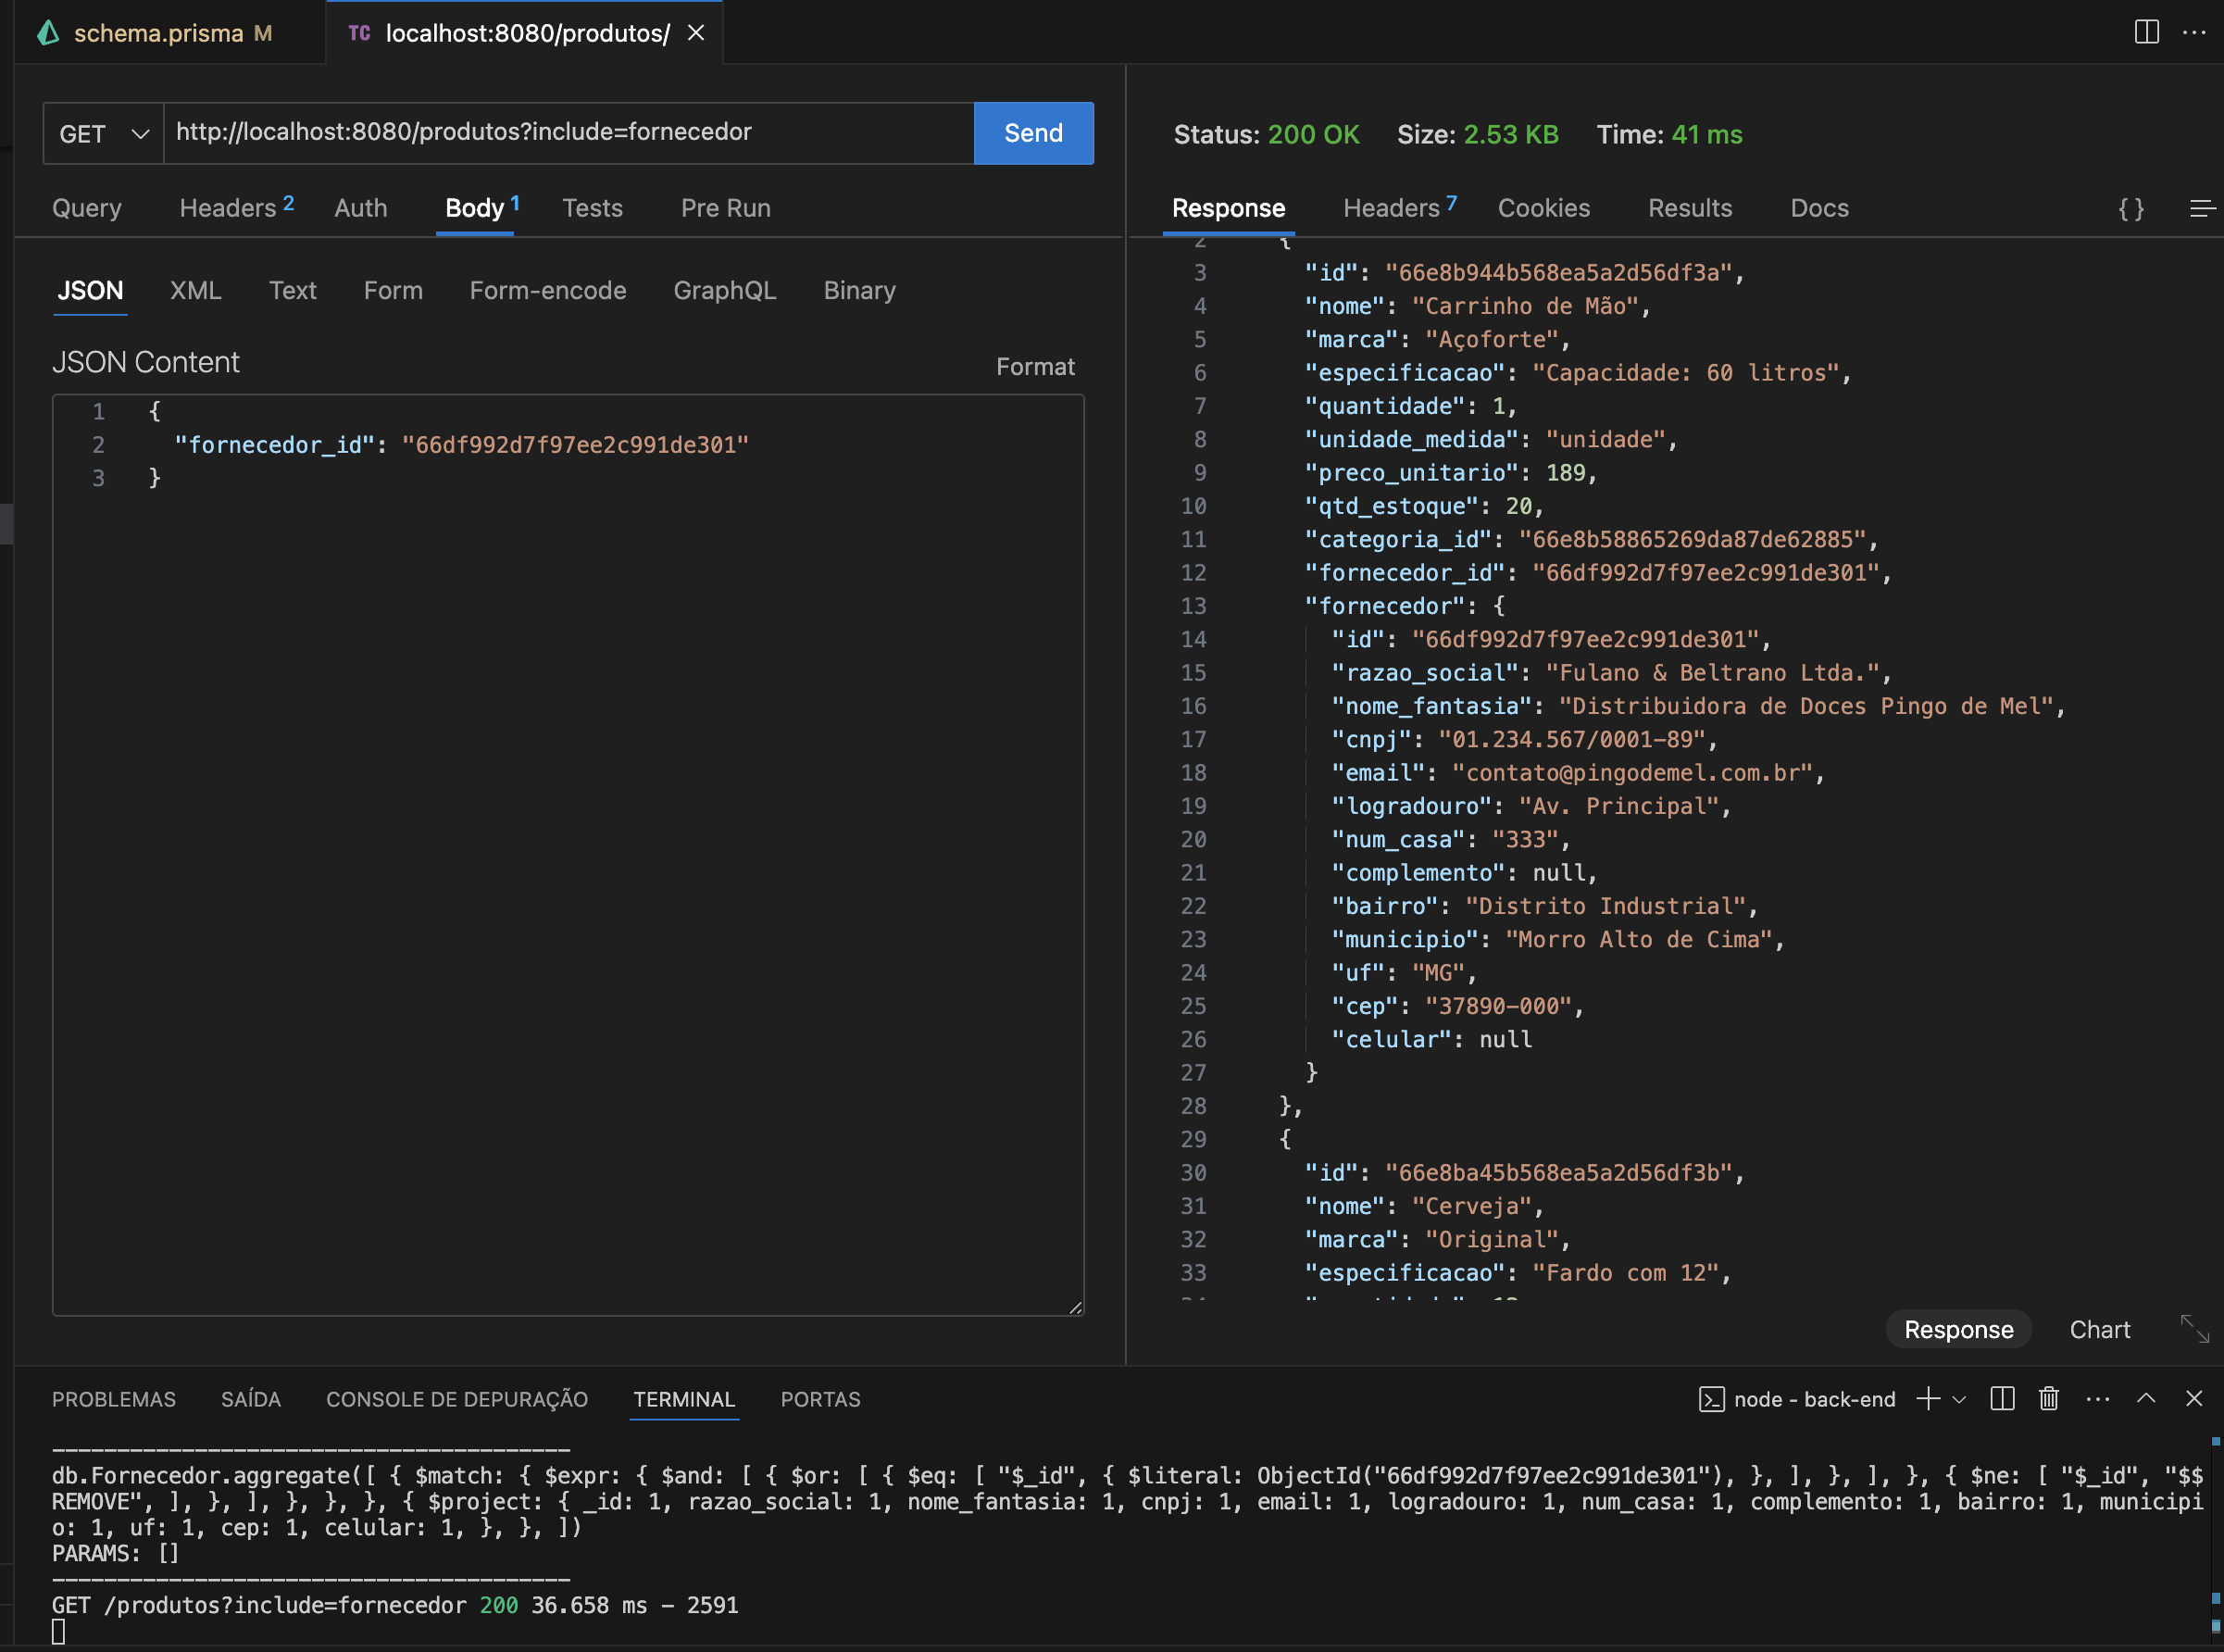 schema.prisma M
TC localhost:8080/produtos/
GET http://localhost:8080/produtos?include=fornecedor Send
Query Headers 2 Auth Body 1 Tests Pre Run
JSON XML Text Form Form-encode GraphQL Binary
JSON Content Format
1 {
2 "fornecedor_id": "66df992d7f97ee2c991de301"
3 }
Status: 200 OK Size: 2.53 KB Time: 41 ms
Response Headers 7 Cookies Results Docs { }
2 {
3 "id": "66e8b944b568ea5a2d56df3a",
4 "nome": "Carrinho de Mão",
5 "marca": "Açoforte",
6 "especificacao": "Capacidade: 60 litros",
7 "quantidade": 1,
8 "unidade_medida": "unidade",
9 "preco_unitario": 189,
10 "qtd_estoque": 20,
11 "categoria_id": "66e8b58865269da87de62885",
12 "fornecedor_id": "66df992d7f97ee2c991de301",
13 "fornecedor": {
14 "id": "66df992d7f97ee2c991de301",
15 "razao_social": "Fulano & Beltrano Ltda.",
16 "nome_fantasia": "Distribuidora de Doces Pingo de Mel",
17 "cnpj": "01.234.567/0001-89",
18 "email": "contato@pingodemel.com.br",
19 "logradouro": "Av. Principal",
20 "num_casa": "333",
21 "complemento": null,
22 "bairro": "Distrito Industrial",
23 "municipio": "Morro Alto de Cima",
24 "uf": "MG",
25 "cep": "37890-000",
26 "celular": null
27 }
28 },
29 {
30 "id": "66e8ba45b568ea5a2d56df3b",
31 "nome": "Cerveja",
32 "marca": "Original",
33 "especificacao": "Fardo com 12",
Response Chart
PROBLEMAS SAÍDA CONSOLE DE DEPURAÇÃO TERMINAL PORTAS node - back-end
----------------------------------------
db.Fornecedor.aggregate([ { $match: { $expr: { $and: [ { $or: [ { $eq: [ "$_id", { $literal: ObjectId("66df992d7f97ee2c991de301"), }, ], }, ], }, { $ne: [ "$_id", "$$
REMOVE", ], }, ], }, }, }, { $project: { _id: 1, razao_social: 1, nome_fantasia: 1, cnpj: 1, email: 1, logradouro: 1, num_casa: 1, complemento: 1, bairro: 1, municipi
o: 1, uf: 1, cep: 1, celular: 1, }, }, ])
PARAMS: []
----------------------------------------
GET /produtos?include=fornecedor 200 36.658 ms - 2591